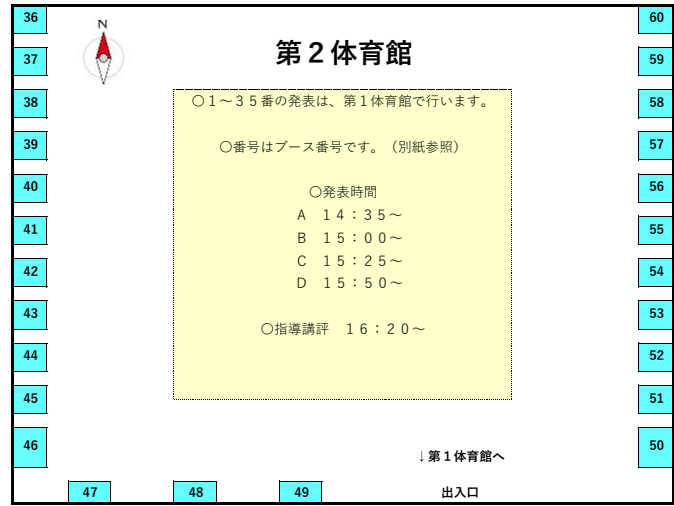 36
60
N
第２体育館
37
59
38
58
〇１～３５番の発表は、第１体育館で行います。
39
57
〇番号はブース番号です。（別紙参照）
40
56
〇発表時間
A　１４：３５～
41
55
B　１５：００～
C　１５：２５～
42
54
D　１５：５０～
43
53
〇指導講評　１６：２０～
44
52
45
51
46
50
↓第１体育館へ
47
48
49
出入口